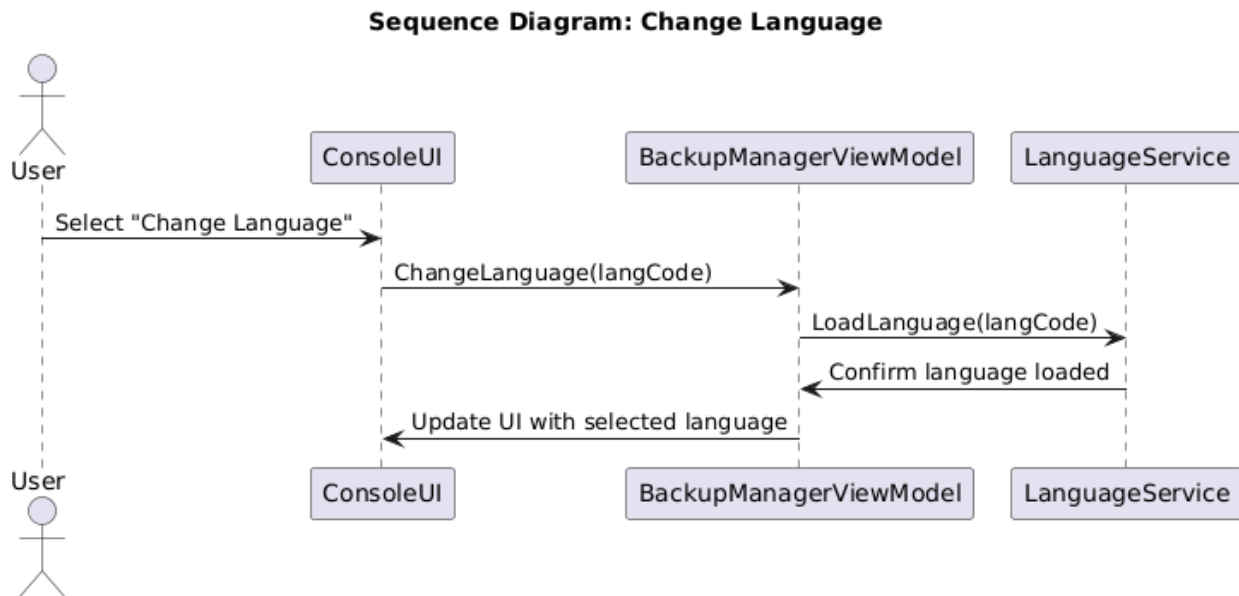 Sequence Diagram: Change Language
User
ConsoleUI
BackupManagerViewModel
LanguageService
Select "Change Language"
ChangeLanguage(langCode)
LoadLanguage(langCode)
Confirm language loaded
Update UI with selected language
User
ConsoleUI
BackupManagerViewModel
LanguageService